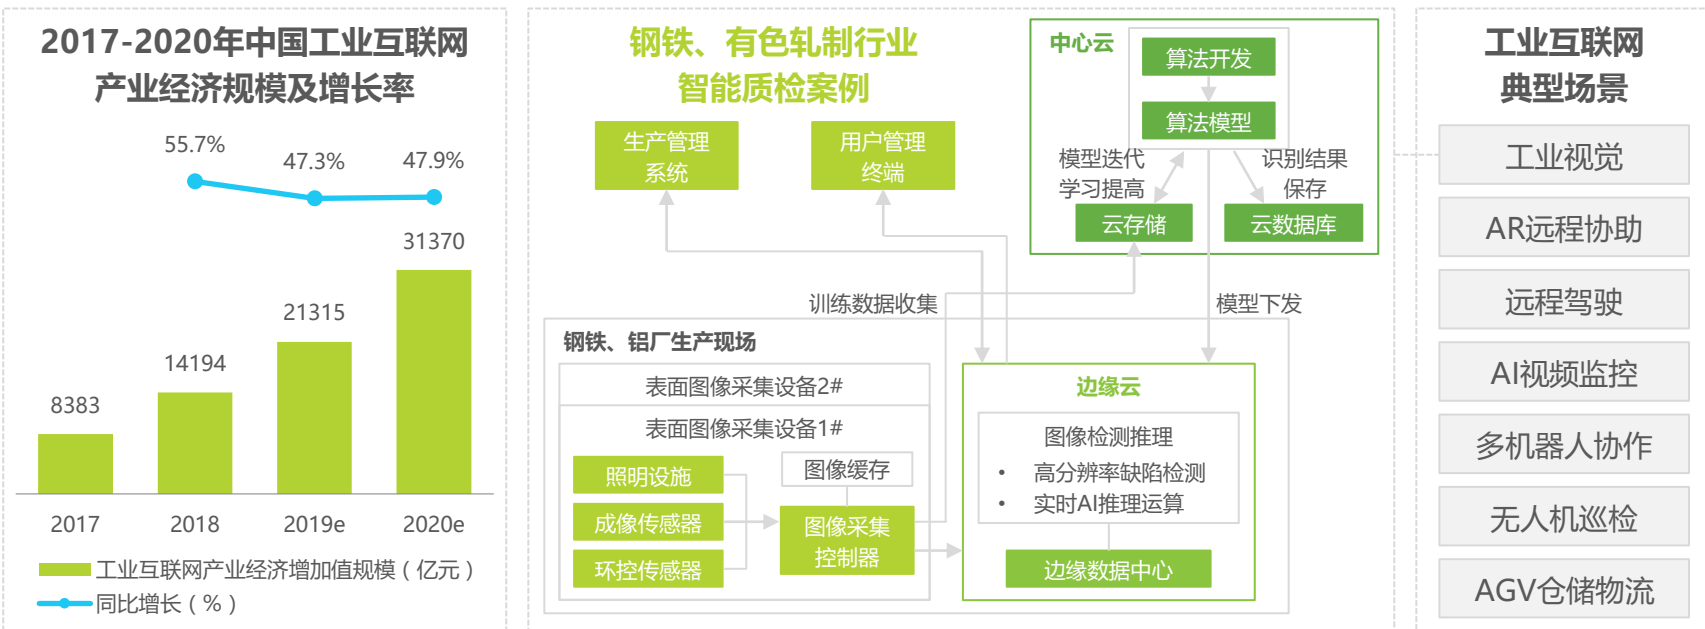 2017-2020年中国工业互联网
产业经济规模及增长率
55.7%
47.3%
47.9%
31370
21315
14194
8383
2017
2018
2019e
2020e
工业互联网产业经济增加值规模（亿元）
同比增长（%）
钢铁、有色轧制行业
智能质检案例
生产管理
系统
用户管理
终端
中心云
算法开发
算法模型
模型迭代
学习提高
识别结果
保存
云存储
云数据库
训练数据收集
模型下发
钢铁、铝厂生产现场
表面图像采集设备2#
表面图像采集设备1#
照明设施
成像传感器
环控传感器
图像缓存
图像采集
控制器
边缘云
图像检测推理
• 高分辨率缺陷检测
• 实时AI推理运算
边缘数据中心
工业互联网
典型场景
工业视觉
AR远程协助
远程驾驶
AI视频监控
多机器人协作
无人机巡检
AGV仓储物流